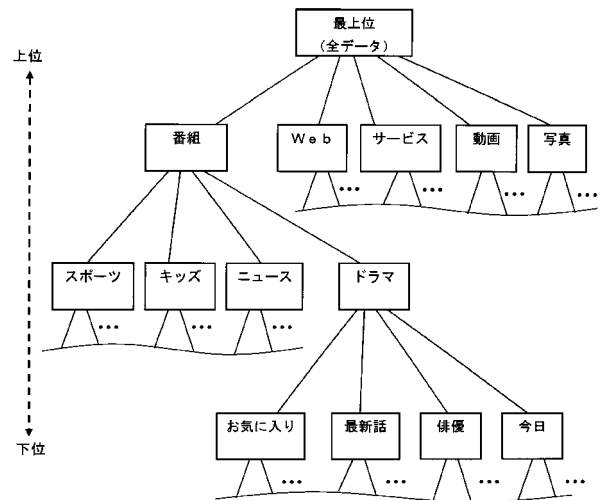 最上位
(全データ)
上位
番組
Ｗｅｂ
サービス
動画
写真
･･･
･･･
･･･
･･･
スポーツ
キッズ
ニュース
ドラマ
･･･
･･･
･･･
お気に入り
最新話
俳優
今日
下位
･･･
･･･
･･･
･･･